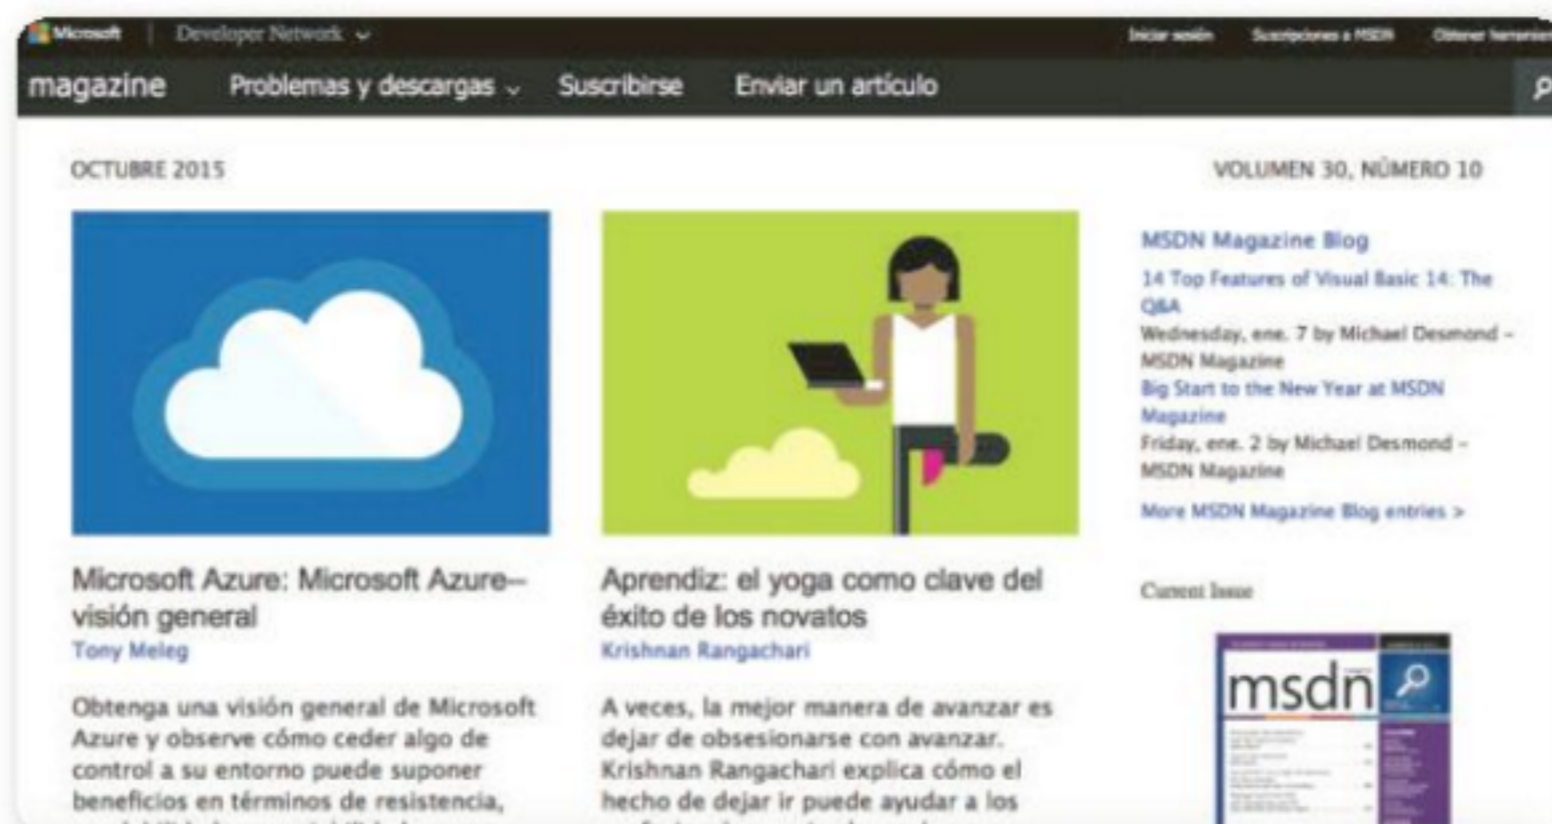 Microsoft
Developer Network
Iniciar sesión
Suscripciones a MSDN
Obtener
magazine
Problemas y descargas
Suscribirse
Enviar un artículo
OCTUBRE 2015
VOLUMEN 30, NÚMERO 10
Microsoft Azure: Microsoft Azure—
visión general
Tony Meleg
Obtenga una visión general de Microsoft
Azure y observe cómo ceder algo de
control a su entorno puede suponer
beneficios en términos de resistencia,
Aprendiz: el yoga como clave del
éxito de los novatos
Krishnan Rangachari
A veces, la mejor manera de avanzar es
dejar de obsesionarse con avanzar.
Krishnan Rangachari explica cómo el
hecho de dejar ir puede ayudar a los
MSDN Magazine Blog
14 Top Features of Visual Basic 14: The
Q&A
Wednesday, ene. 7 by Michael Desmond –
MSDN Magazine
Big Start to the New Year at MSDN
Magazine
Friday, ene. 2 by Michael Desmond –
MSDN Magazine
More MSDN Magazine Blog entries >
Current Issue
msdn